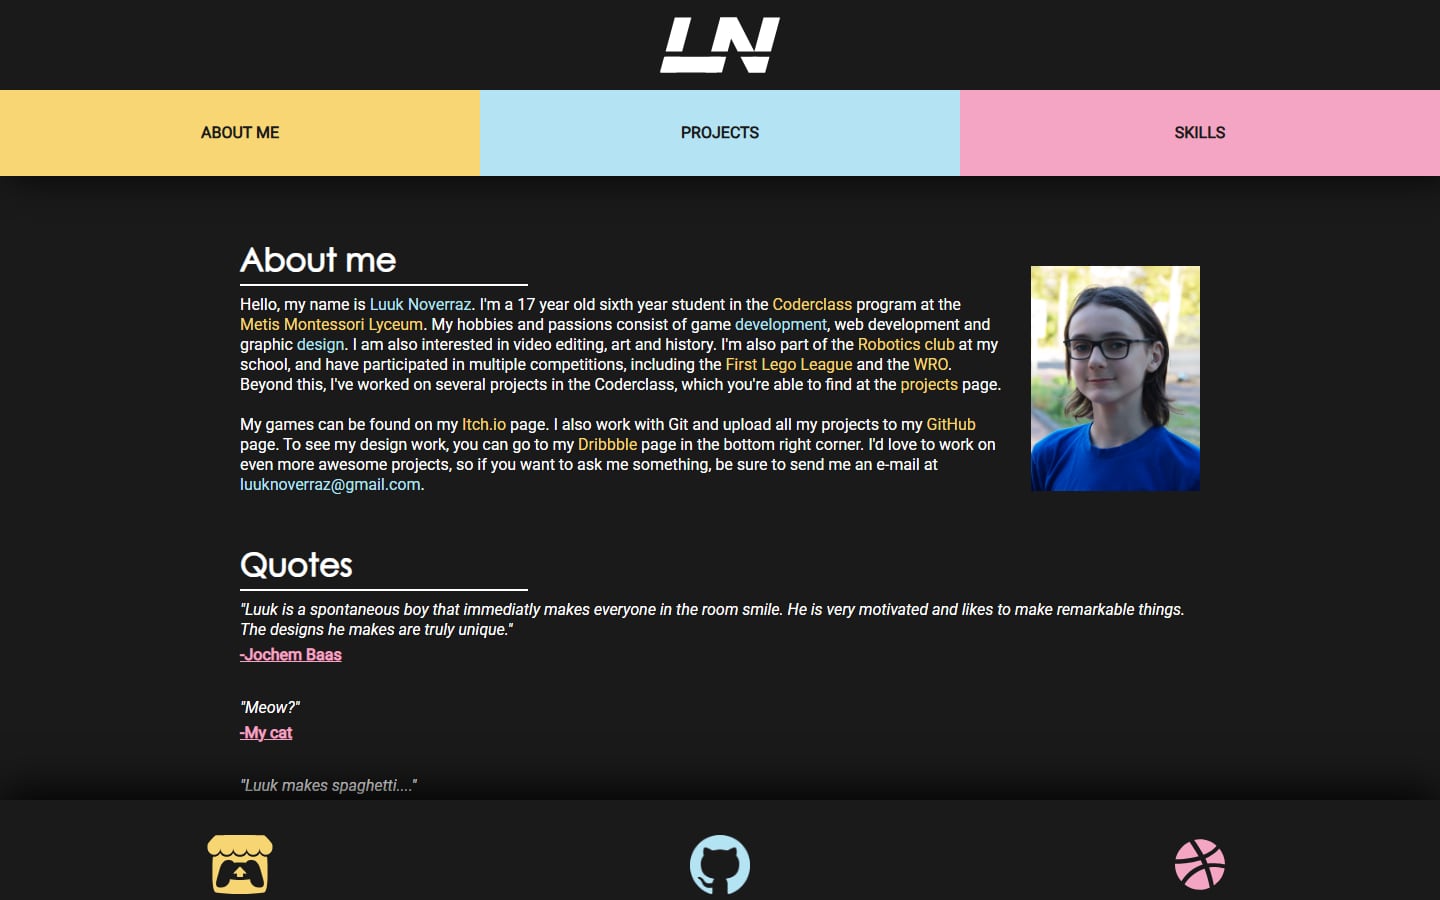 LN
ABOUT ME
PROJECTS
SKILLS
About me
Hello, my name is Luuk Noverraz. I'm a 17 year old sixth year student in the Coderclass program at the
Metis Montessori Lyceum. My hobbies and passions consist of game development, web development and
graphic design. I am also interested in video editing, art and history. I'm also part of the Robotics club at my
school, and have participated in multiple competitions, including the First Lego League and the WRO.
Beyond this, I've worked on several projects in the Coderclass, which you're able to find at the projects page.
My games can be found on my Itch.io page. I also work with Git and upload all my projects to my GitHub
page. To see my design work, you can go to my Dribbble page in the bottom right corner. I'd love to work on
even more awesome projects, so if you want to ask me something, be sure to send me an e-mail at
luuknoverraz@gmail.com.
Quotes
"Luuk is a spontaneous boy that immediatly makes everyone in the room smile. He is very motivated and likes to make remarkable things.
The designs he makes are truly unique."
-Jochem Baas
"Meow?"
-My cat
"Luuk makes spaghetti...."